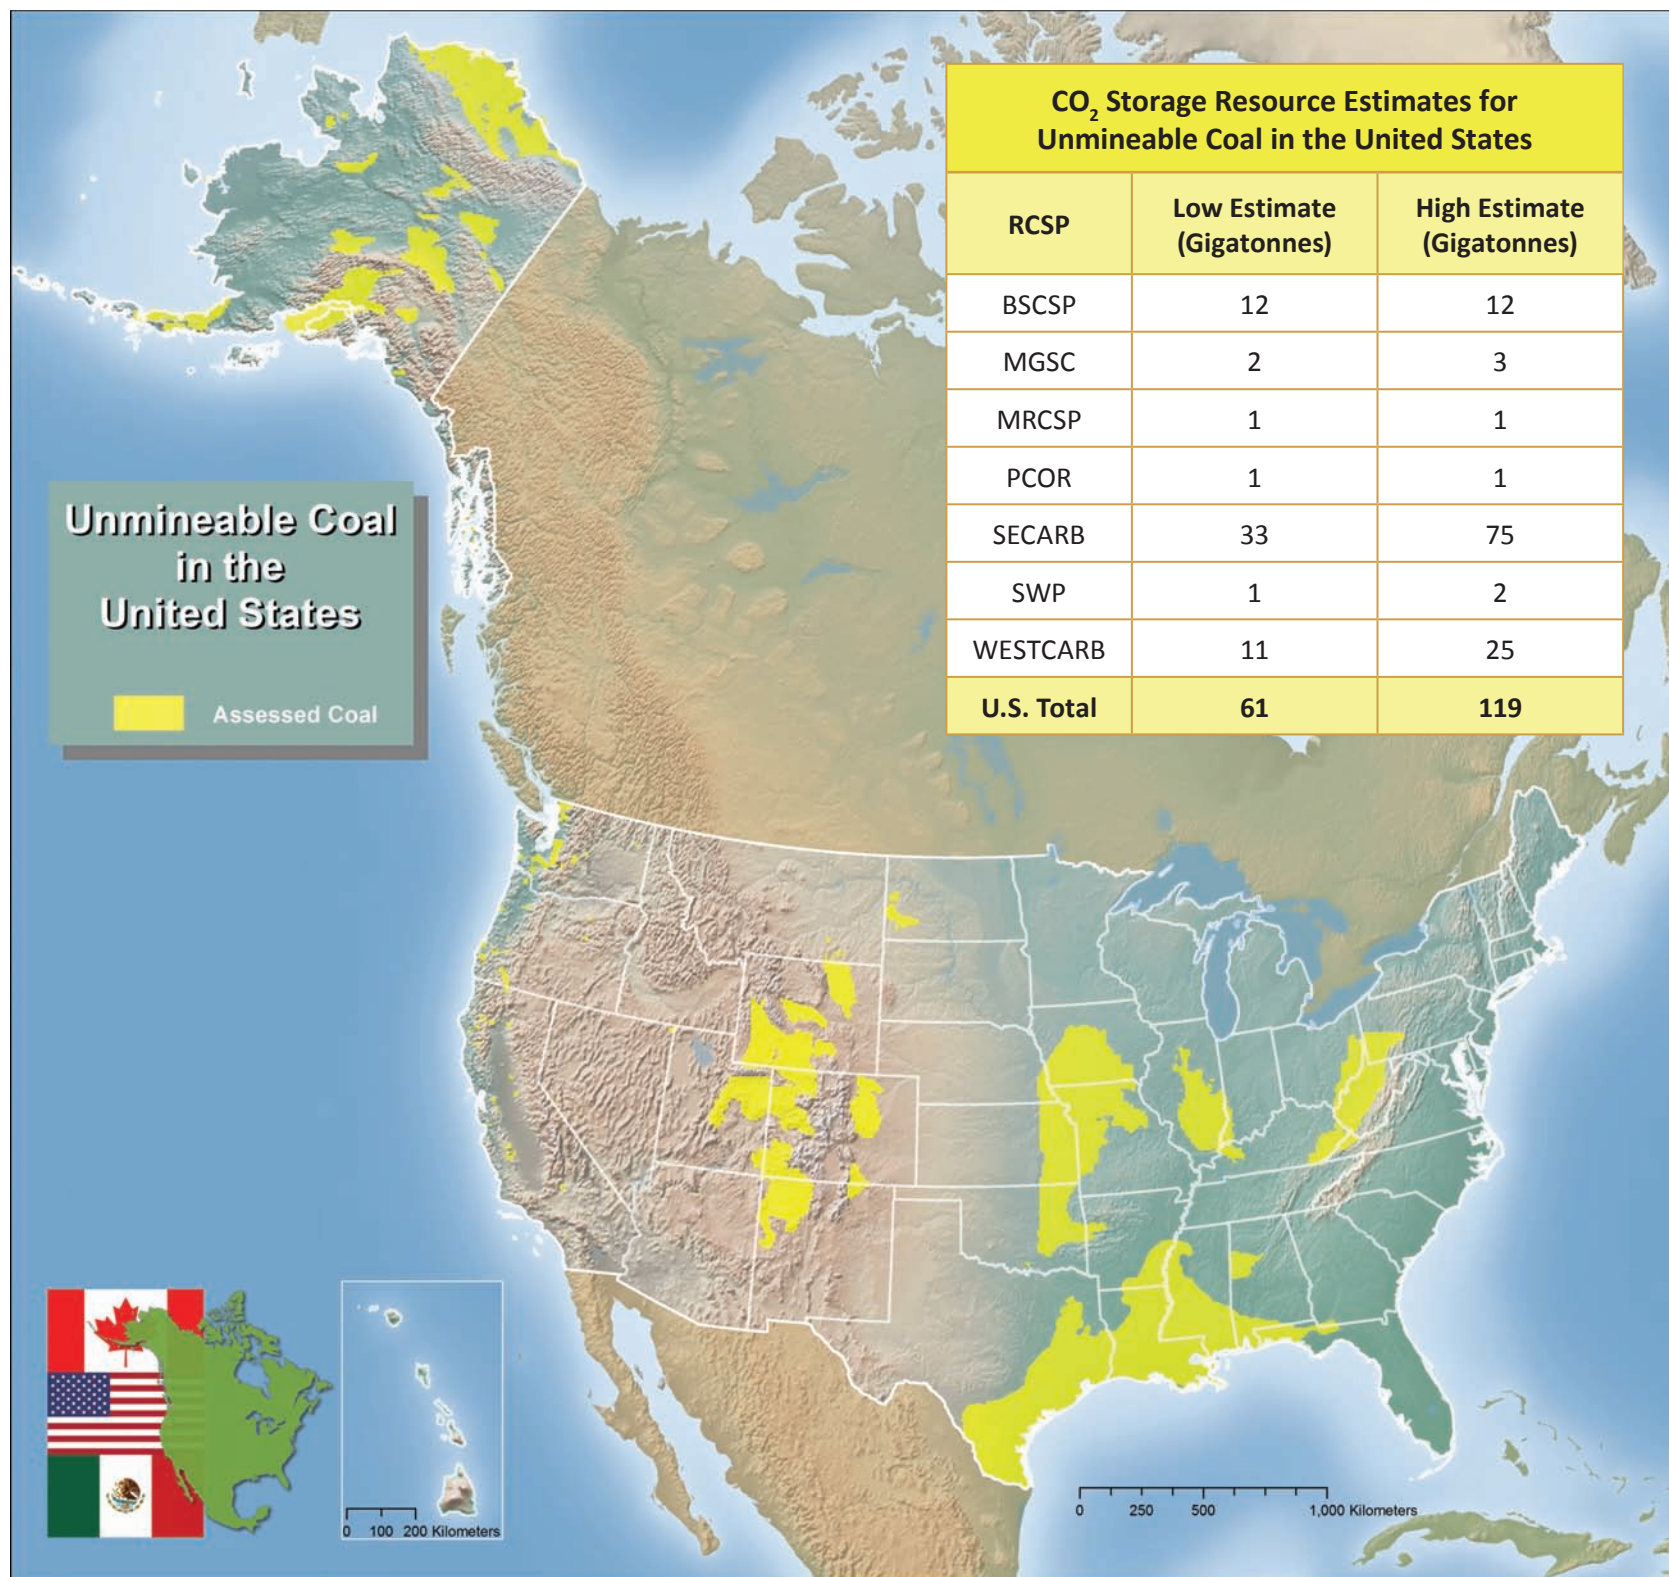 CO2 Storage Resource Estimates for
Unmineable Coal in the United States
RCSP Low Estimate (Gigatonnes) High Estimate (Gigatonnes)
BSCSP 12 12
MGSC 2 3
MRCSP 1 1
PCOR 1 1
SECARB 33 75
SWP 1 2
WESTCARB 11 25
U.S. Total 61 119
Unmineable Coal
in the
United States
Assessed Coal
0 100 200 Kilometers
0 250 500 1,000 Kilometers